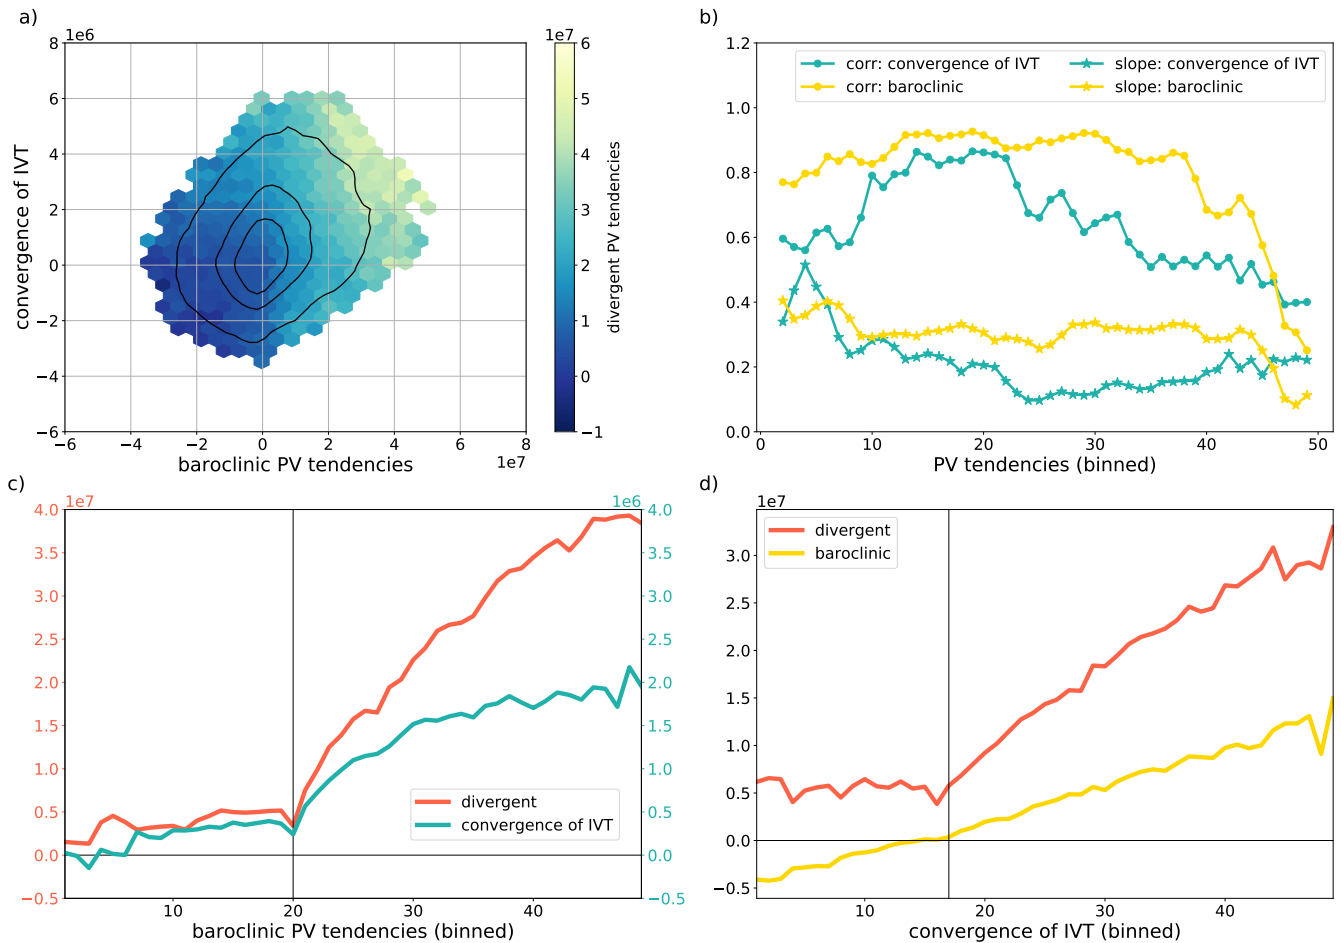 a)
1e6
8
6
4
2
0
−2
−4
−6
convergence of IVT
−6 −4 −2 0 2 4 6 8
1e7
baroclinic PV tendencies
1e7
6
5
4
3
2
1
0
−1
divergent PV tendencies
b)
1.2
1.0
0.8
0.6
0.4
0.2
0.0
corr: convergence of IVT
corr: baroclinic
slope: convergence of IVT
slope: baroclinic
0 10 20 30 40 50
PV tendencies (binned)
c)
1e7
4.0
3.5
3.0
2.5
2.0
1.5
1.0
0.5
0.0
−0.5
1e6
4.0
3.5
3.0
2.5
2.0
1.5
1.0
0.5
0.0
−0.5
divergent
convergence of IVT
10 20 30 40
baroclinic PV tendencies (binned)
d)
1e7
3.0
2.5
2.0
1.5
1.0
0.5
0.0
−0.5
divergent
baroclinic
10 20 30 40
convergence of IVT (binned)